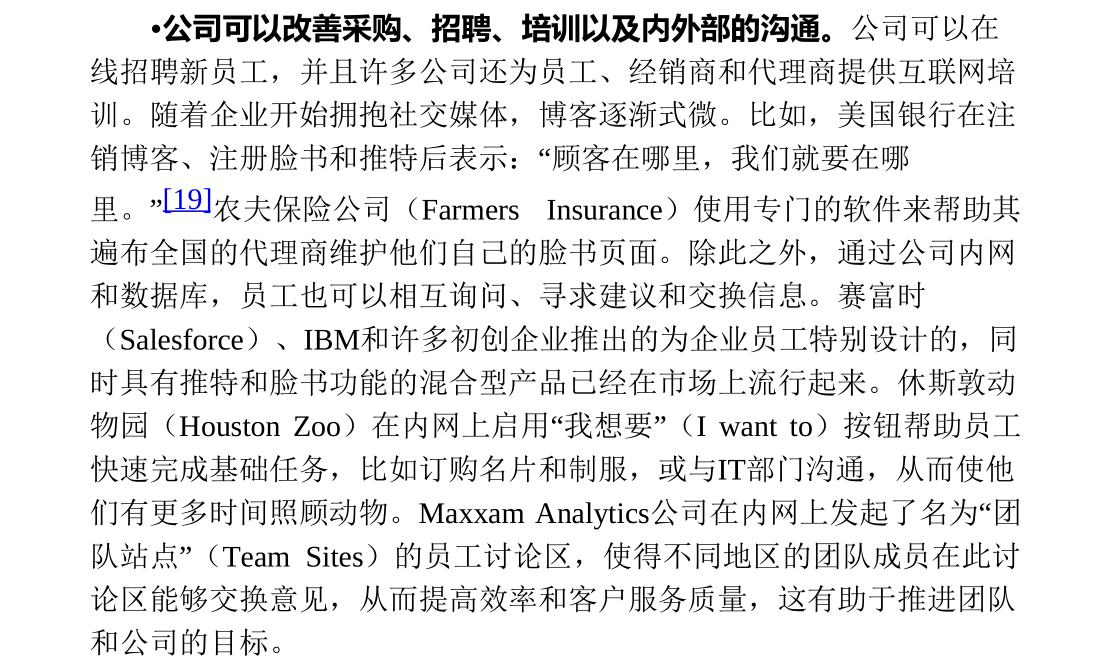 •公司可以改善采购、招聘、培训以及内外部的沟通。公司可以在
线招聘新员工，并且许多公司还为员工、经销商和代理商提供互联网培
训。随着企业开始拥抱社交媒体，博客逐渐式微。比如，美国银行在注
销博客、注册脸书和推特后表示：“顾客在哪里，我们就要在哪
里。”[19]农夫保险公司（Farmers Insurance）使用专门的软件来帮助其
遍布全国的代理商维护他们自己的脸书页面。除此之外，通过公司内网
和数据库，员工也可以相互询问、寻求建议和交换信息。赛富时
（Salesforce）、IBM和许多初创企业推出的为企业员工特别设计的，同
时具有推特和脸书功能的混合型产品已经在市场上流行起来。休斯敦动
物园（Houston Zoo）在内网上启用“我想要”（I want to）按钮帮助员工
快速完成基础任务，比如订购名片和制服，或与IT部门沟通，从而使他
们有更多时间照顾动物。Maxxam Analytics公司在内网上发起了名为“团
队站点”（Team Sites）的员工讨论区，使得不同地区的团队成员在此讨
论区能够交换意见，从而提高效率和客户服务质量，这有助于推进团队
和公司的目标。